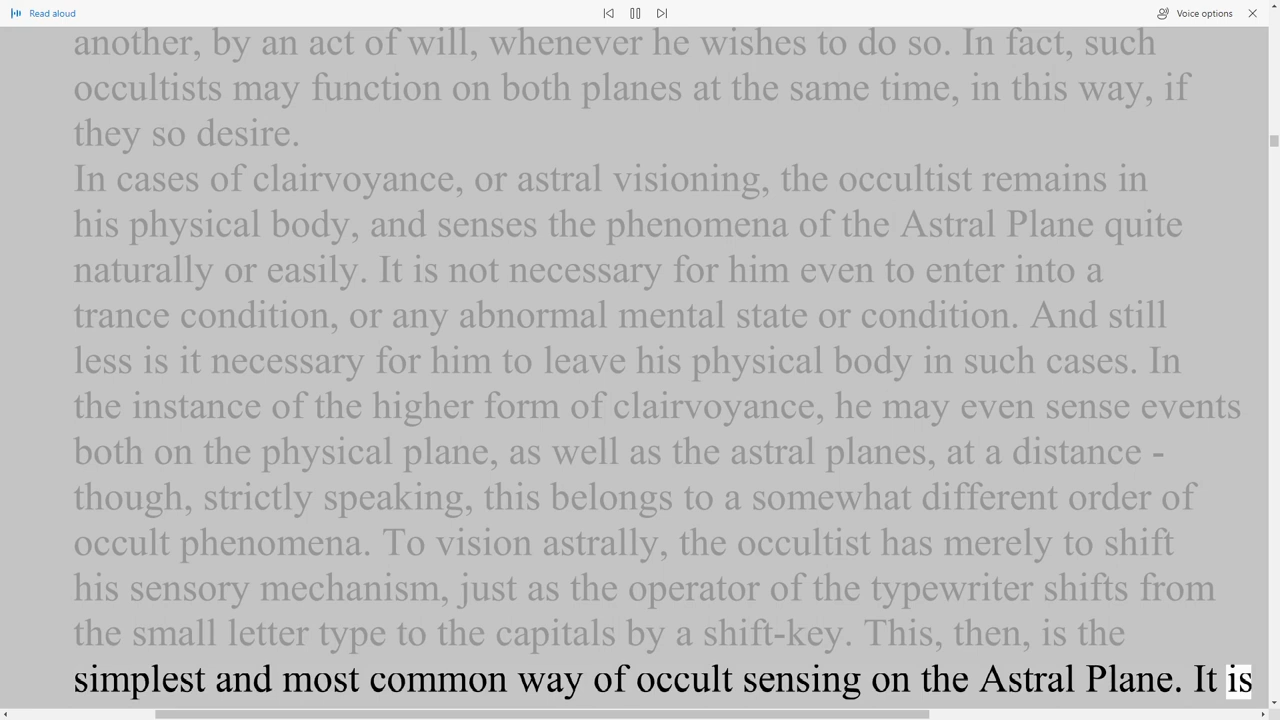 Read aloud
Voice options
another, by an act of will, whenever he wishes to do so. In fact, such
occultists may function on both planes at the same time, in this way, if
they so desire.
In cases of clairvoyance, or astral visioning, the occultist remains in
his physical body, and senses the phenomena of the Astral Plane quite
naturally or easily. It is not necessary for him even to enter into a
trance condition, or any abnormal mental state or condition. And still
less is it necessary for him to leave his physical body in such cases. In
the instance of the higher form of clairvoyance, he may even sense events
both on the physical plane, as well as the astral planes, at a distance -
though, strictly speaking, this belongs to a somewhat different order of
occult phenomena. To vision astrally, the occultist has merely to shift
his sensory mechanism, just as the operator of the typewriter shifts from
the small letter type to the capitals by a shift-key. This, then, is the
simplest and most common way of occult sensing on the Astral Plane. It is